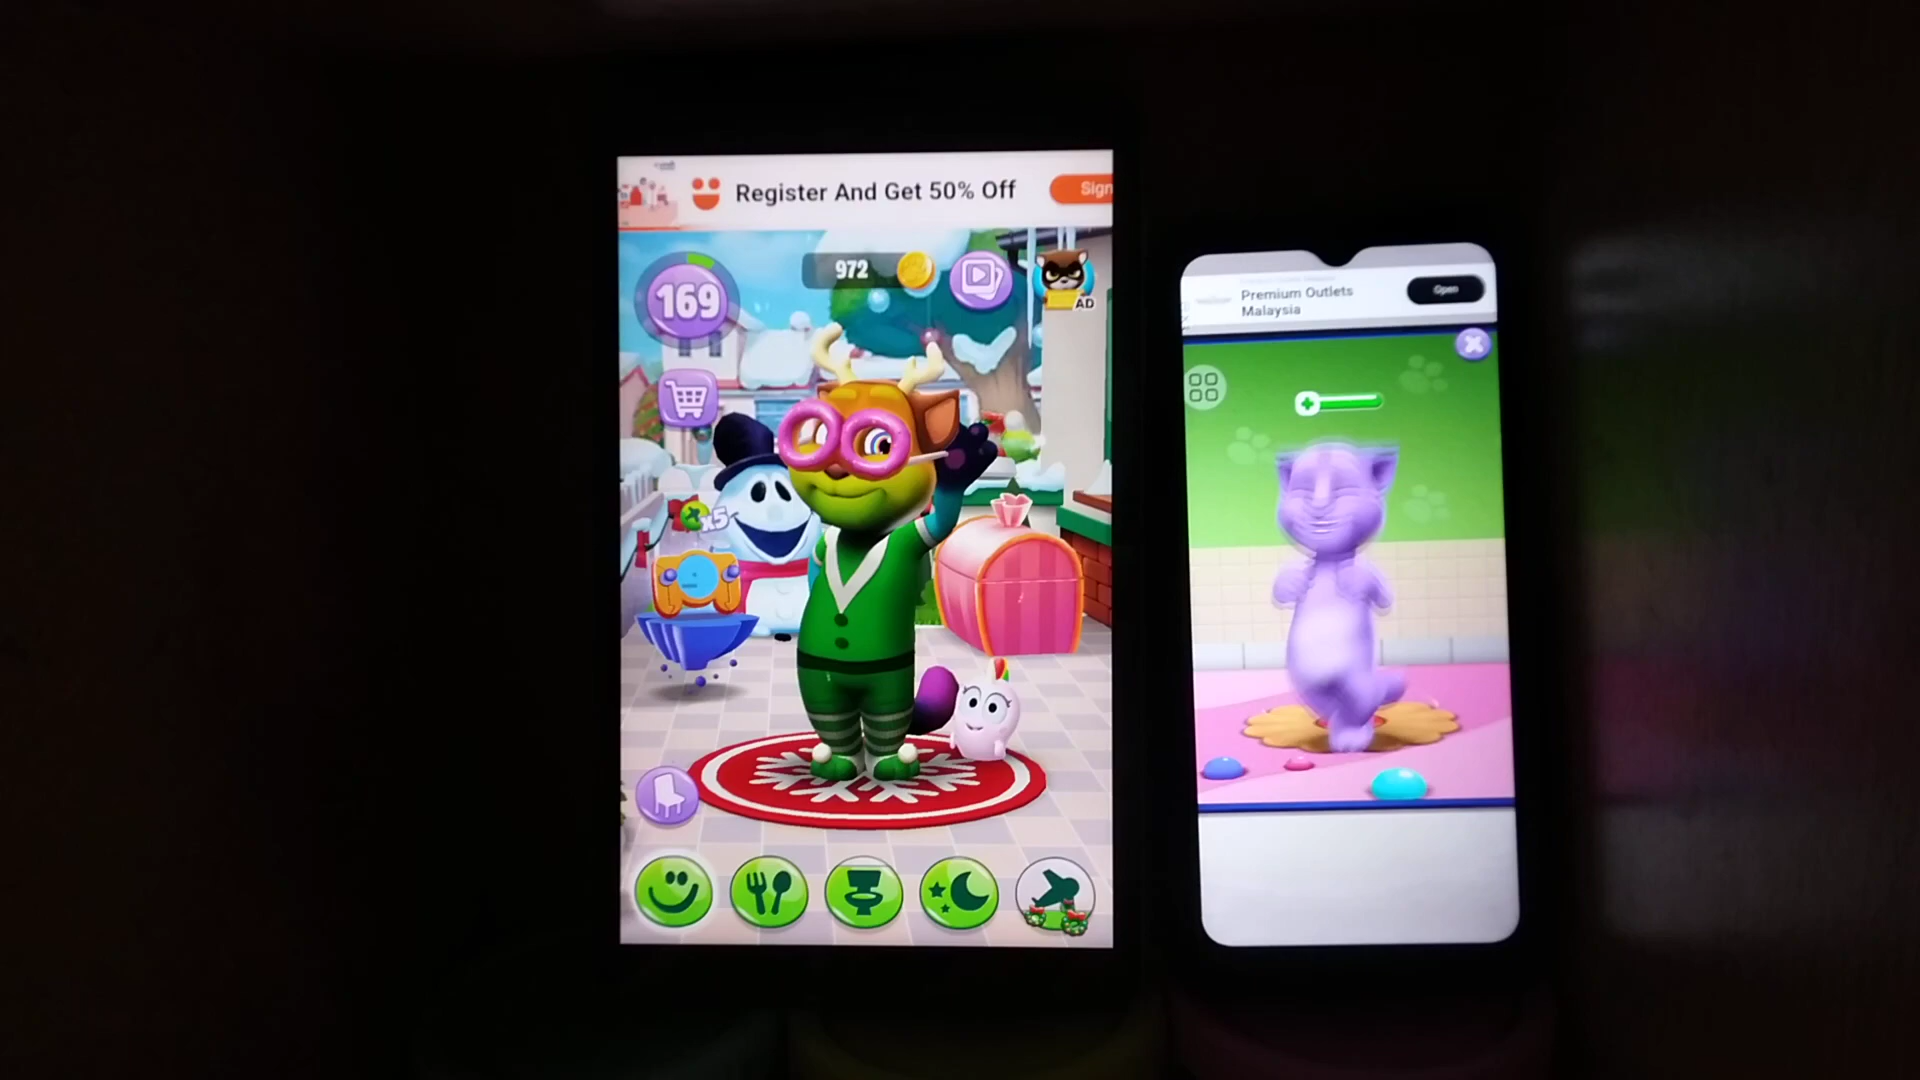 Register And Get 50% Off
Sign
972
169
AD
x5
Premium Outlets
Malaysia
Open